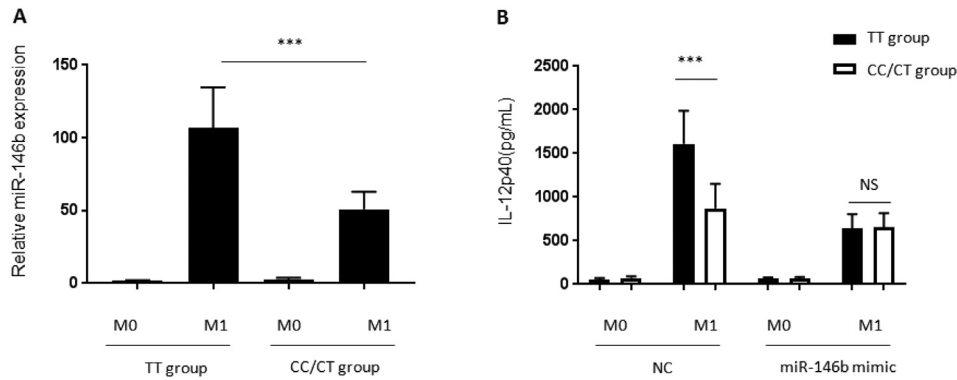 A
Relative miR-146b expression
150
100
50
0
***
M0 M1 M0 M1
TT group CC/CT group
B
TT group
CC/CT group
IL-12p40(pg/mL)
2500
2000
1500
1000
500
0
***
NS
M0 M1 M0 M1
NC miR-146b mimic